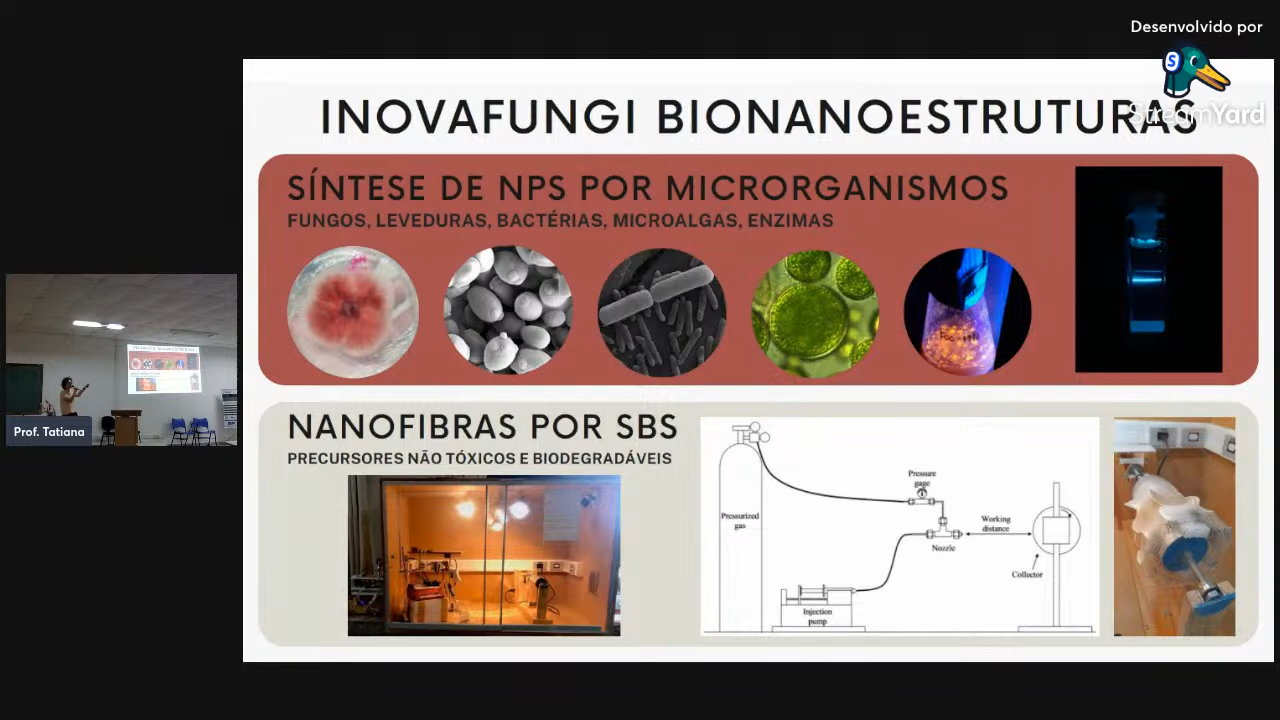 Desenvolvido por
S
StreamYard
INOVAFUNGI BIONANOESTRUTURAS
SÍNTESE DE NPS POR MICRORGANISMOS
FUNGOS, LEVEDURAS, BACTÉRIAS, MICROALGAS, ENZIMAS
NANOFIBRAS POR SBS
PRECURSORES NÃO TÓXICOS E BIODEGRADÁVEIS
Pressurized
gas
Pressure
gage
Nozzle
Working
distance
Collector
Injection
pump
Prof. Tatiana